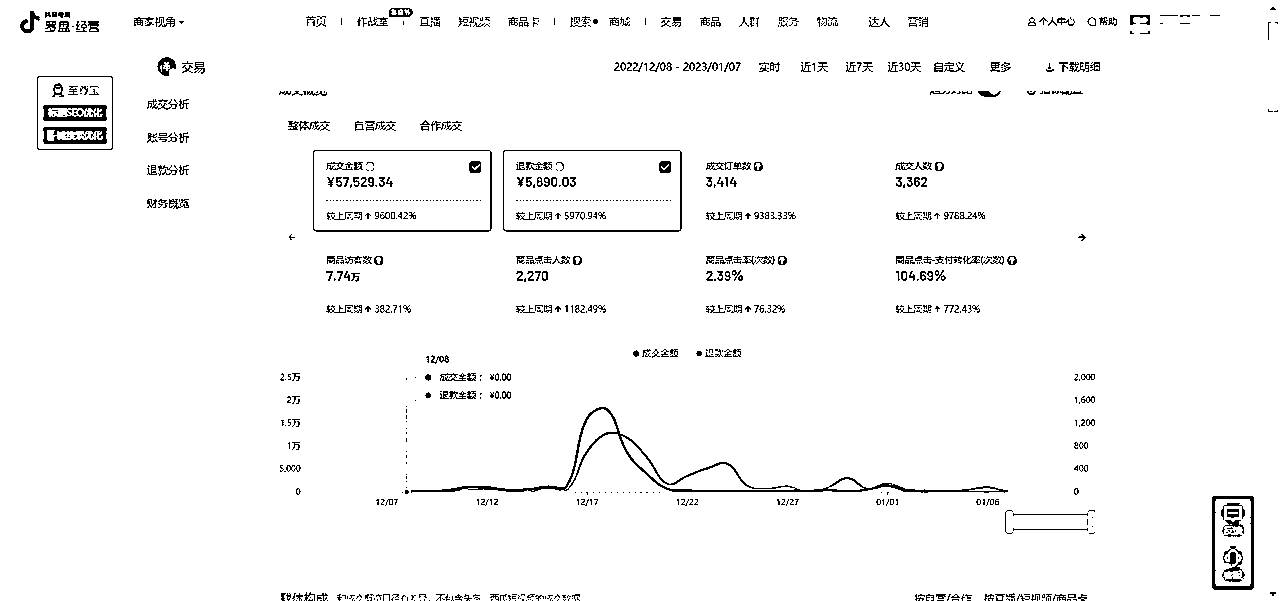 抖音电商
罗盘·经营
商家视角
首页 作战室 直播 短视频 商品卡 搜索 商城 交易 商品 人群 服务 物流 达人 营销
个人中心 帮助
交易
2022/12/08 - 2023/01/07 实时 近1天 近7天 近30天 自定义 更多 下载明细
至尊宝
标题SEO优化
成交分析
账号分析
退款分析
财务概览
成交概览
整体成交 自营成交 合作成交
成交金额 退款金额 成交订单数 成交人数
¥57,529.34 ¥5,890.03 3,414 3,362
较上周期 ↑ 9600.42% 较上周期 ↑ 5970.94% 较上周期 ↑ 9383.33% 较上周期 ↑ 9788.24%
← →
商品访客数 商品点击人数 商品点击率(次数) 商品点击-支付转化率(次数)
7.74万 2,270 2.39% 104.69%
较上周期 ↑ 382.71% 较上周期 ↑ 1182.49% 较上周期 ↑ 76.32% 较上周期 ↑ 772.43%
成交金额 退款金额
12/08
成交金额: ¥0.00
退款金额: ¥0.00
2.5万 2,000
2万 1,600
1.5万 1,200
1万 800
5,000 400
0 0
12/07 12/12 12/17 12/22 12/27 01/01 01/06
载体构成
按自营/合作 按直播/短视频/商品卡